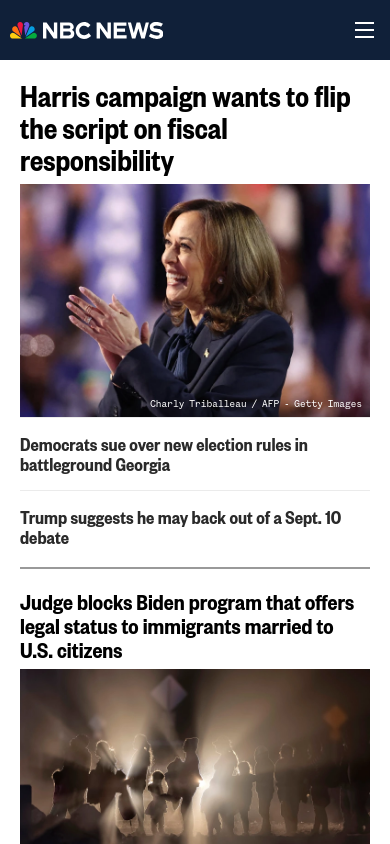 NBC NEWS
Harris campaign wants to flip
the script on fiscal
responsibility
Charly Triballeau / AFP - Getty Images
Democrats sue over new election rules in
battleground Georgia
Trump suggests he may back out of a Sept. 10
debate
Judge blocks Biden program that offers
legal status to immigrants married to
U.S. citizens